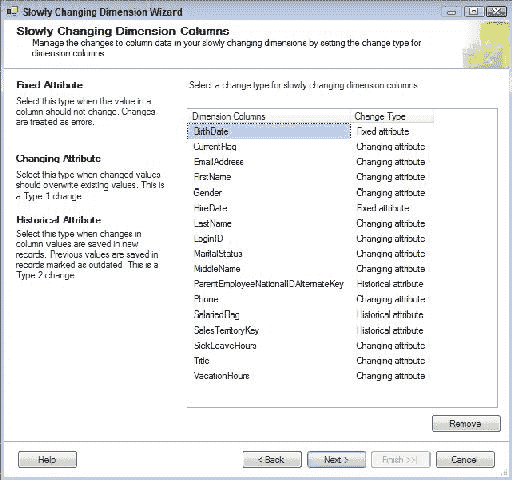 Slowly Changing Dimension Wizard
Slowly Changing Dimension Columns
Manage the changes to column data in your slowly changing dimensions by setting the change type for
dimension columns.
Fixed Attribute
Select this type when the value in a
column should not change. Changes
are treated as errors.
Changing Attribute
Select this type when changed values
should overwrite existing values. This is
a Type 1 change.
Historical Attribute
Select this type when changes in
column values are saved in new
records. Previous values are saved in
records marked as outdated. This is a
Type 2 change.
Select a change type for slowly changing dimension columns:
Dimension Columns Change Type
BirthDate Fixed attribute
CurrentFlag Changing attribute
EmailAddress Changing attribute
FirstName Changing attribute
Gender Changing attribute
HireDate Fixed attribute
LastName Changing attribute
LoginID Changing attribute
MaritalStatus Changing attribute
MiddleName Changing attribute
ParentEmployeeNationalIDAlternateKey Historical attribute
Phone Changing attribute
SalariedFlag Historical attribute
SalesTerritoryKey Historical attribute
SickLeaveHours Changing attribute
Title Changing attribute
VacationHours Changing attribute
Remove
Help < Back Next > Finish >>| Cancel